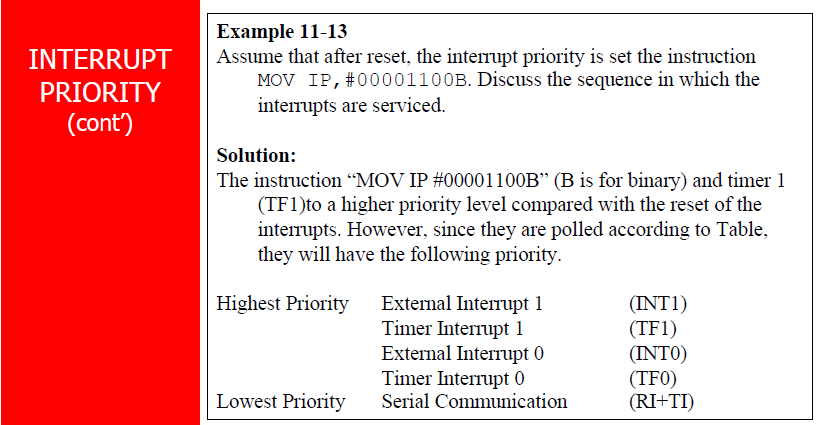 INTERRUPT
PRIORITY
(cont’)
Example 11-13
Assume that after reset, the interrupt priority is set the instruction
MOV IP,#00001100B. Discuss the sequence in which the
interrupts are serviced.
Solution:
The instruction “MOV IP #00001100B” (B is for binary) and timer 1
(TF1)to a higher priority level compared with the reset of the
interrupts. However, since they are polled according to Table,
they will have the following priority.
Highest Priority External Interrupt 1 (INT1)
Timer Interrupt 1 (TF1)
External Interrupt 0 (INT0)
Timer Interrupt 0 (TF0)
Lowest Priority Serial Communication (RI+TI)